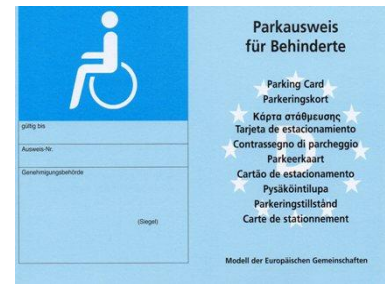 gültig bis
Ausweis-Nr.
Genehmigungsbehörde
(Siegel)
Parkausweis
für Behinderte
Parking Card
Parkeringskort
Κάρτα στάθμευσης
Tarjeta de estacionamiento
Contrassegno di parcheggio
Parkeerkaart
Cartão de estacionamento
Pysäköintilupa
Parkeringstillstånd
Carte de stationnement
D
Modell der Europäischen Gemeinschaften